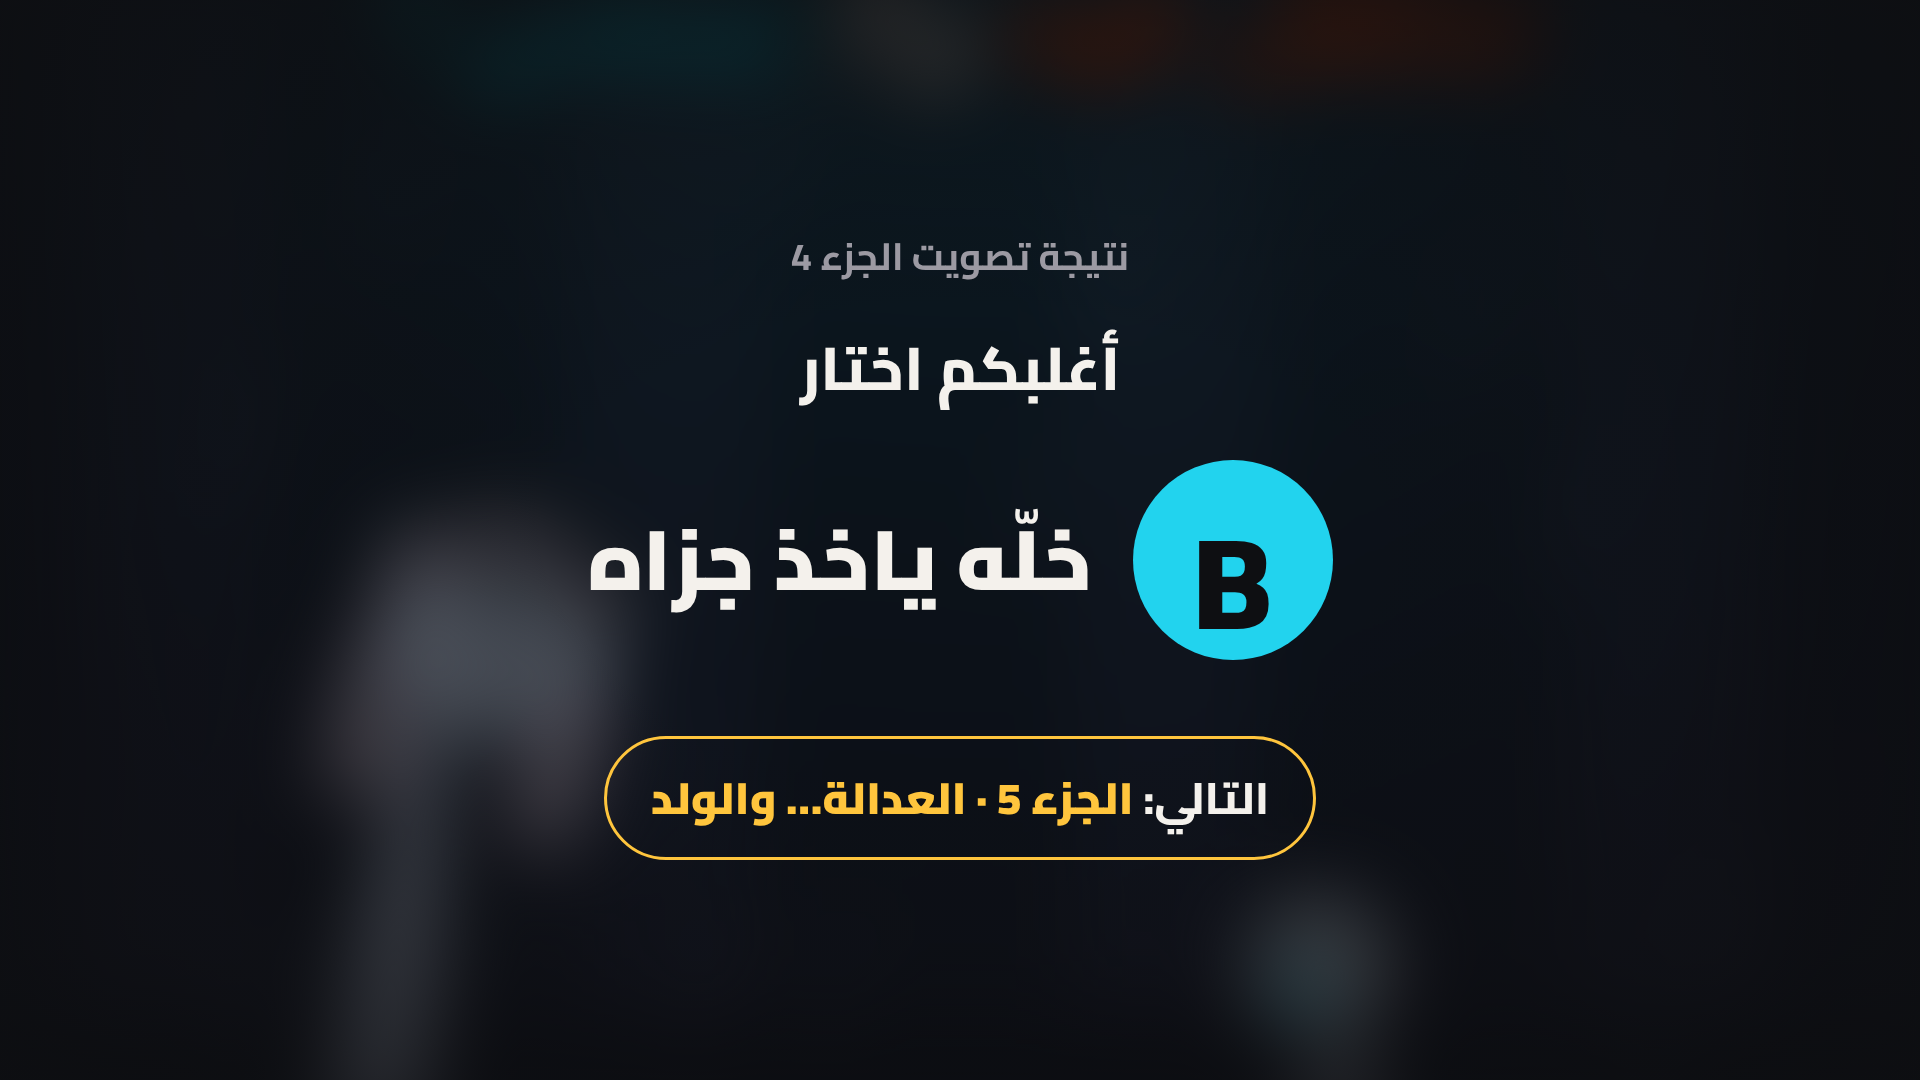 نتيجة تصويت الجزء 4
أغلبكم اختار
B خلّه ياخذ جزاه
التالي: الجزء 5 · العدالة... والولد